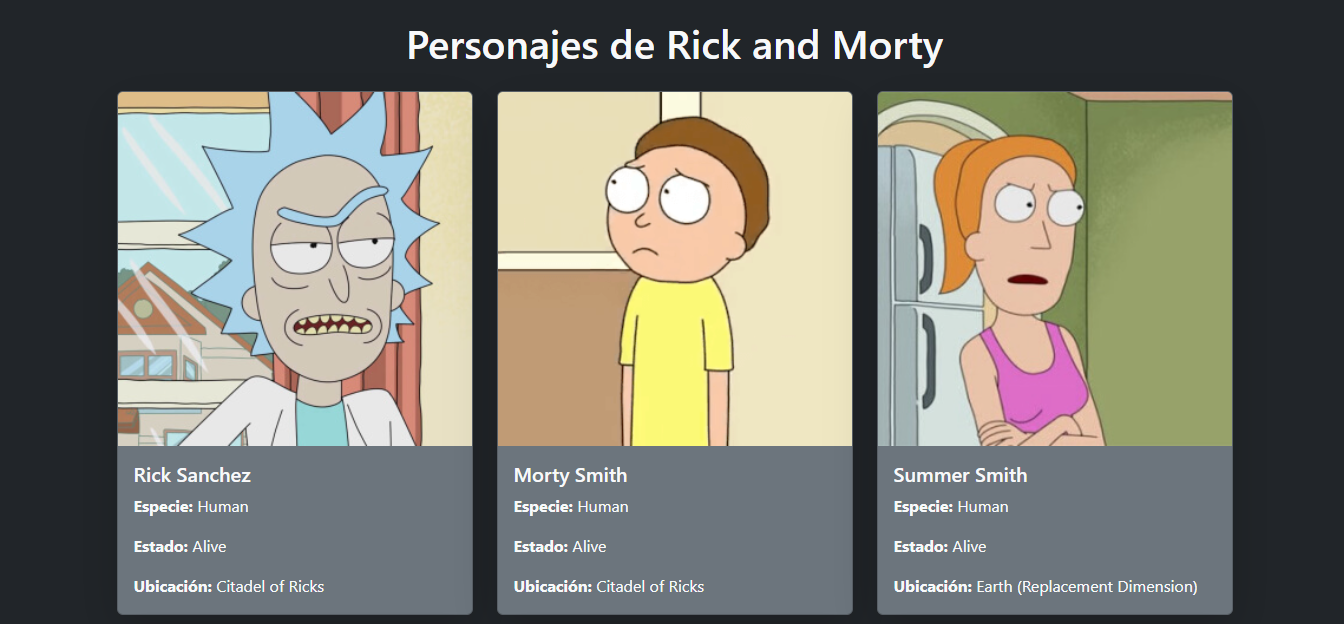 Personajes de Rick and Morty
Rick Sanchez
Especie: Human
Estado: Alive
Ubicación: Citadel of Ricks
Morty Smith
Especie: Human
Estado: Alive
Ubicación: Citadel of Ricks
Summer Smith
Especie: Human
Estado: Alive
Ubicación: Earth (Replacement Dimension)